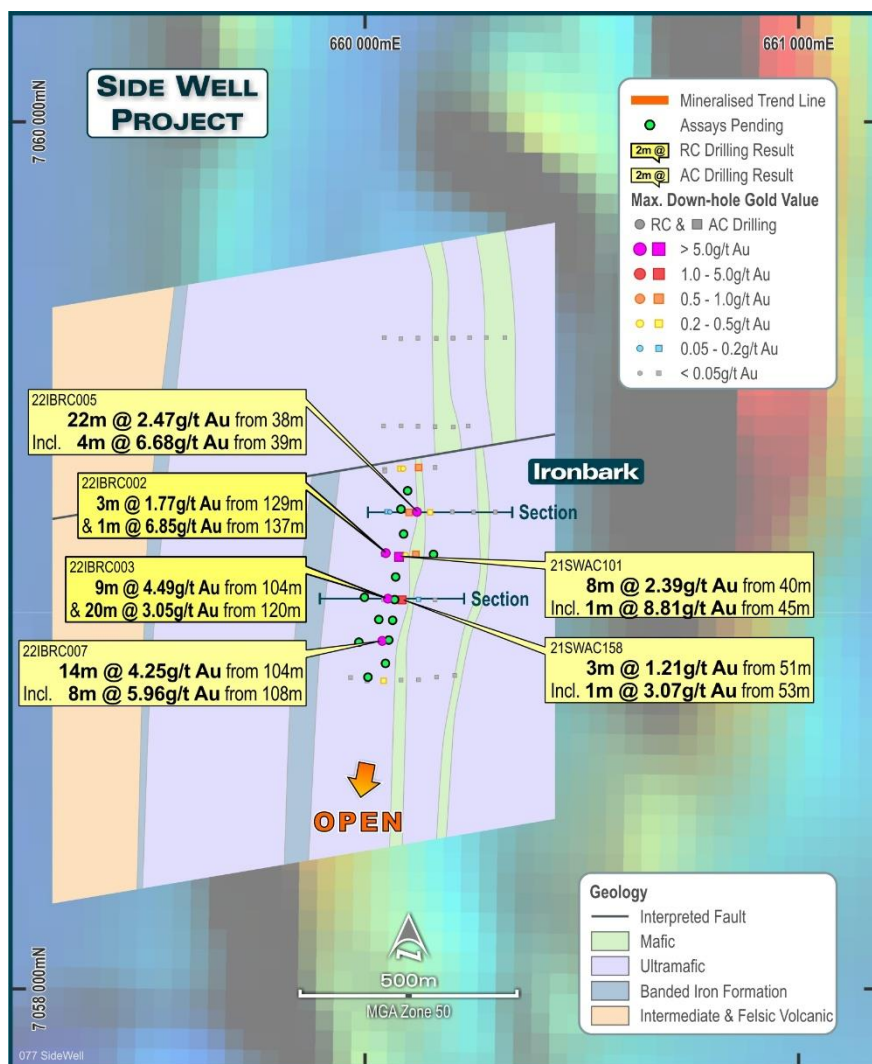 660 000mE
661 000mE
SIDE WELL
PROJECT
7 060 000mN
Mineralised Trend Line
Assays Pending
2m @ RC Drilling Result
2m @ AC Drilling Result
Max. Down-hole Gold Value
RC & AC Drilling
> 5.0g/t Au
1.0 - 5.0g/t Au
0.5 - 1.0g/t Au
0.2 - 0.5g/t Au
0.05 - 0.2g/t Au
< 0.05g/t Au
22IBRC005
22m @ 2.47g/t Au from 38m
Incl. 4m @ 6.68g/t Au from 39m
Ironbark
22IBRC002
3m @ 1.77g/t Au from 129m
& 1m @ 6.85g/t Au from 137m
Section
22IBRC003
9m @ 4.49g/t Au from 104m
& 20m @ 3.05g/t Au from 120m
21SWAC101
8m @ 2.39g/t Au from 40m
Incl. 1m @ 8.81g/t Au from 45m
Section
22IBRC007
14m @ 4.25g/t Au from 104m
Incl. 8m @ 5.96g/t Au from 108m
21SWAC158
3m @ 1.21g/t Au from 51m
Incl. 1m @ 3.07g/t Au from 53m
OPEN
Geology
Interpreted Fault
Mafic
Ultramafic
Banded Iron Formation
Intermediate & Felsic Volcanic
N
500m
MGA Zone 50
7 058 000mN
077 SideWell